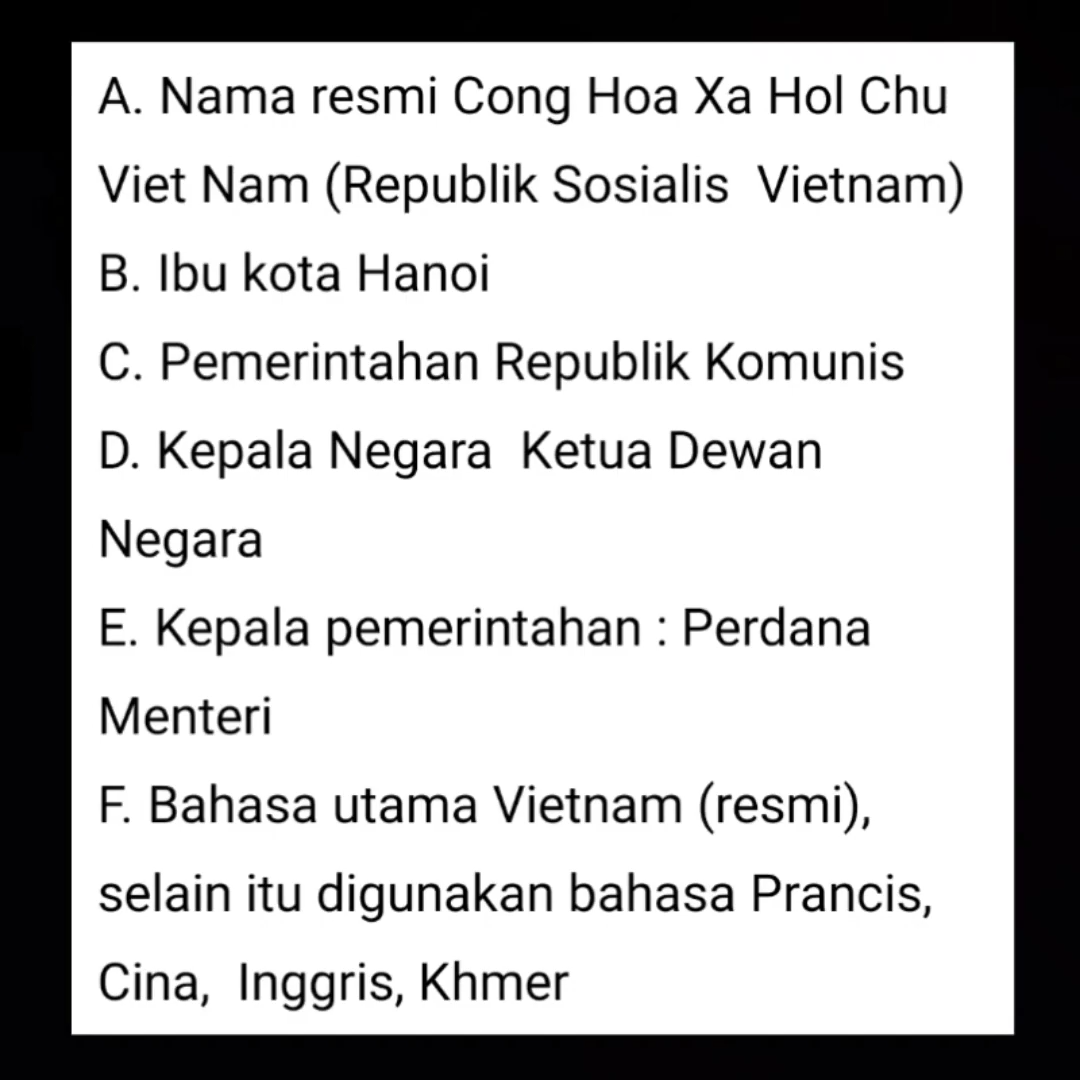 A. Nama resmi Cong Hoa Xa Hol Chu
Viet Nam (Republik Sosialis Vietnam)
B. Ibu kota Hanoi
C. Pemerintahan Republik Komunis
D. Kepala Negara Ketua Dewan
Negara
E. Kepala pemerintahan : Perdana
Menteri
F. Bahasa utama Vietnam (resmi),
selain itu digunakan bahasa Prancis,
Cina, Inggris, Khmer